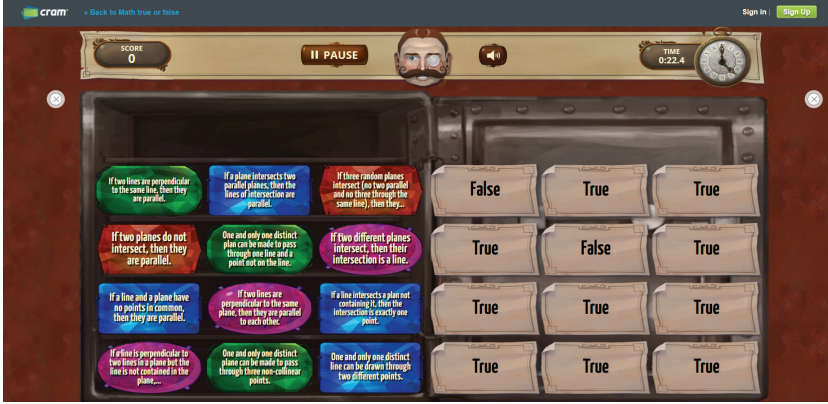 cram
« Back to Math true or false
Sign in | Sign Up
SCORE
0
PAUSE
TIME
0:22.4
If two lines are perpendicular
to the same line, then they
are parallel.
If a plane intersects two
parallel planes, then the
lines of intersection are
parallel.
If three random planes
intersect (no two parallel
and no three through the
same line), then they...
False
True
True
If two planes do not
intersect, then they
are parallel.
One and only one distinct
plan can be made to pass
through one line and a
point not on the line.
If two different planes
intersect, then their
intersection is a line.
True
False
True
If a line and a plane have
no points in common,
then they are parallel.
If two lines are
perpendicular to the same
plane, then they are parallel
to each other.
If a line intersects a plan not
containing it, then the
intersection is exactly one
point.
True
True
True
If a line is perpendicular to
two lines in a plane but the
line is not contained in the
plane,...
One and only one distinct
plane can be made to pass
through three non-collinear
points.
One and only one distinct
line can be drawn through
two different points.
True
True
True